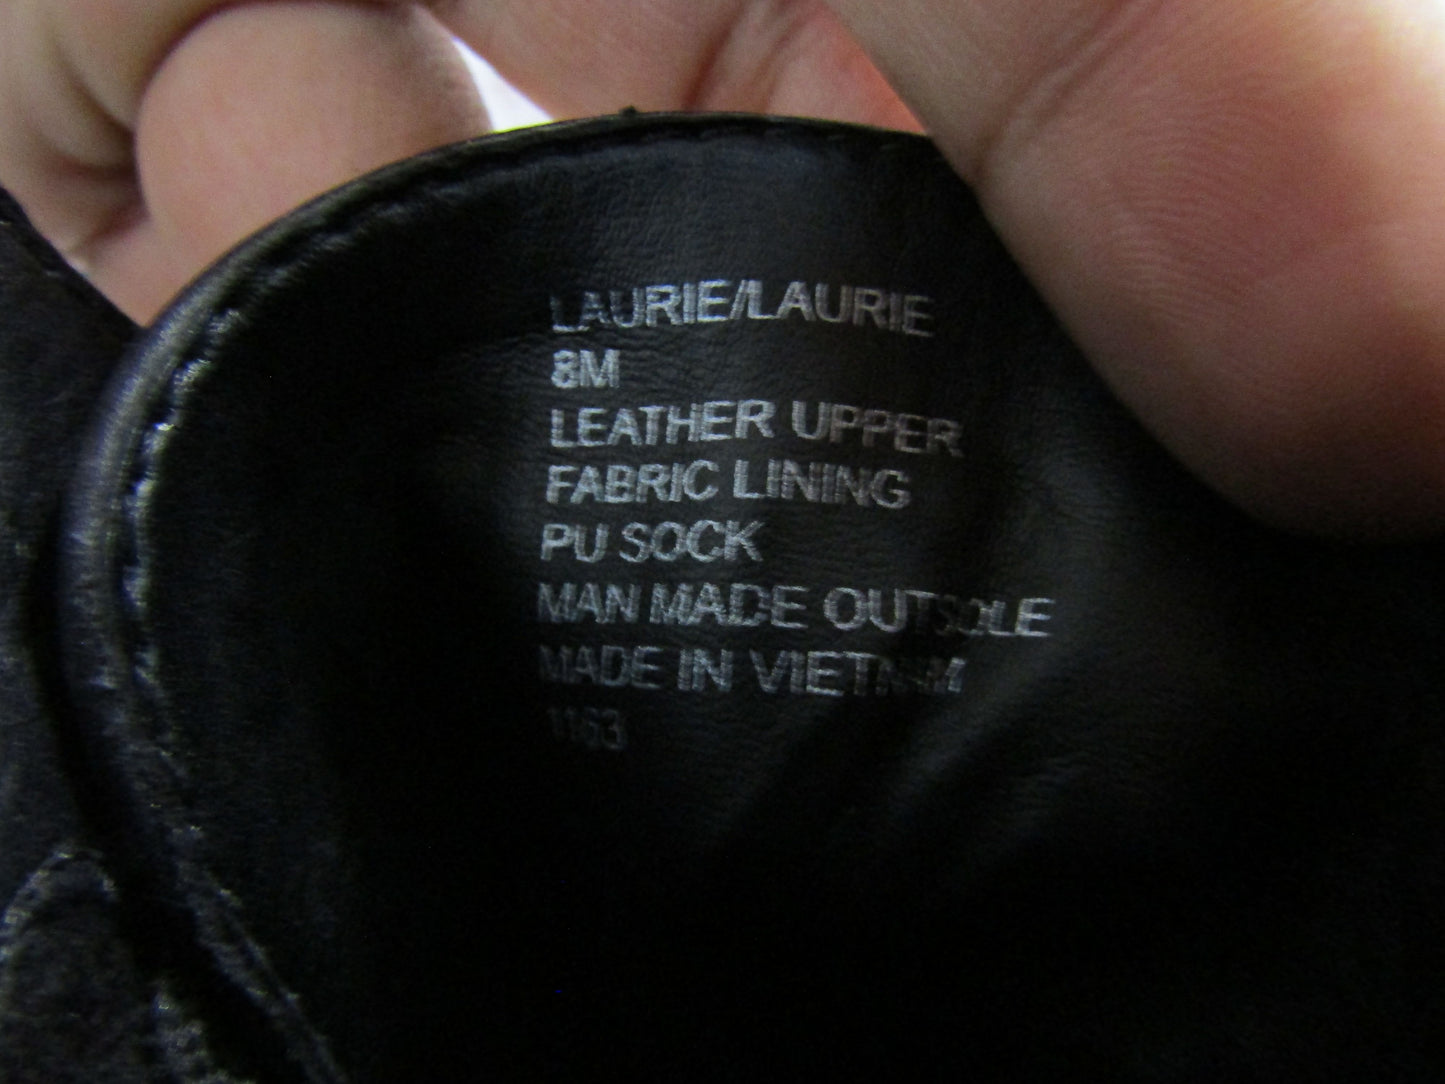 LAURIE/LAURIE
8M
LEATHER UPPER
FABRIC LINING
PU SOCK
MAN MADE OUTSOLE
MADE IN VIETNAM
1163